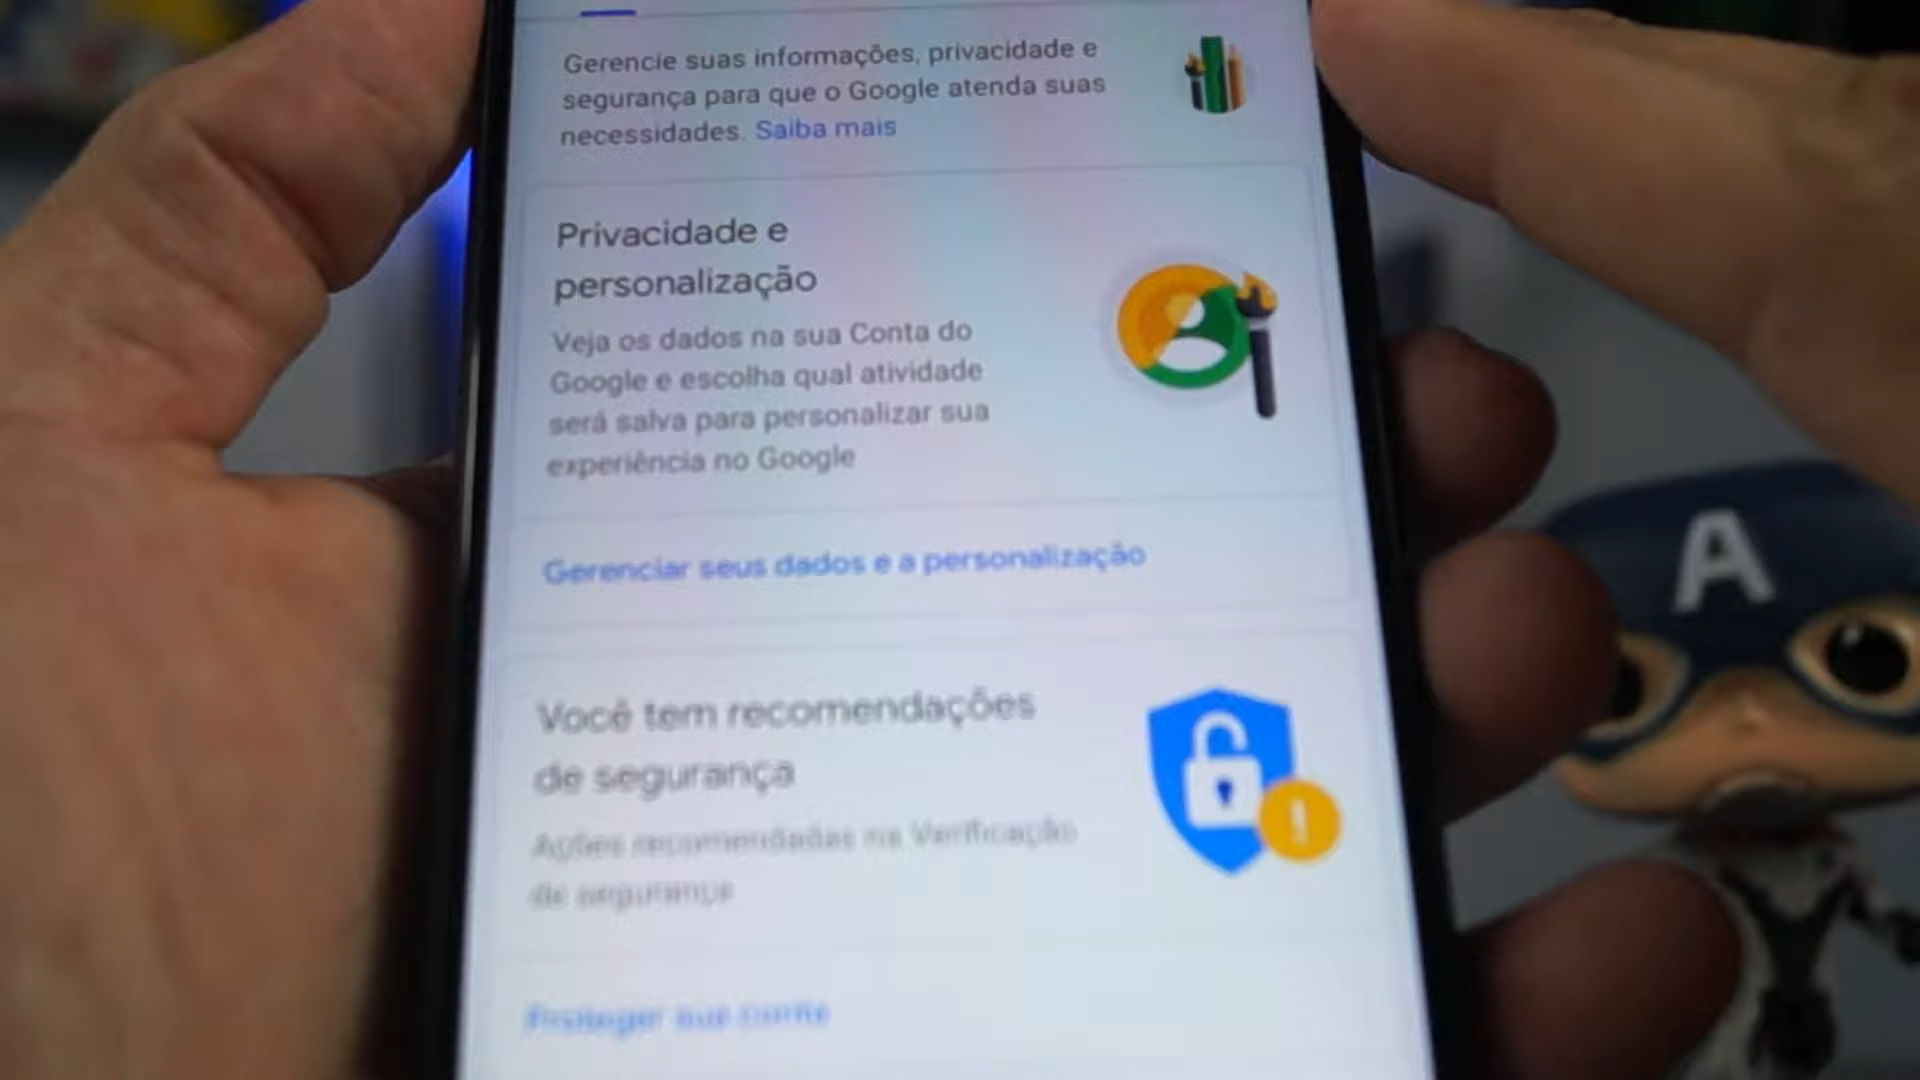 Gerencie suas informações, privacidade e
segurança para que o Google atenda suas
necessidades. Saiba mais
Privacidade e
personalização
Veja os dados na sua Conta do
Google e escolha qual atividade
será salva para personalizar sua
experiência no Google
Gerenciar seus dados e a personalização
Você tem recomendações
de segurança
Ações recomendadas na Verificação
de segurança
Proteger sua conta
A